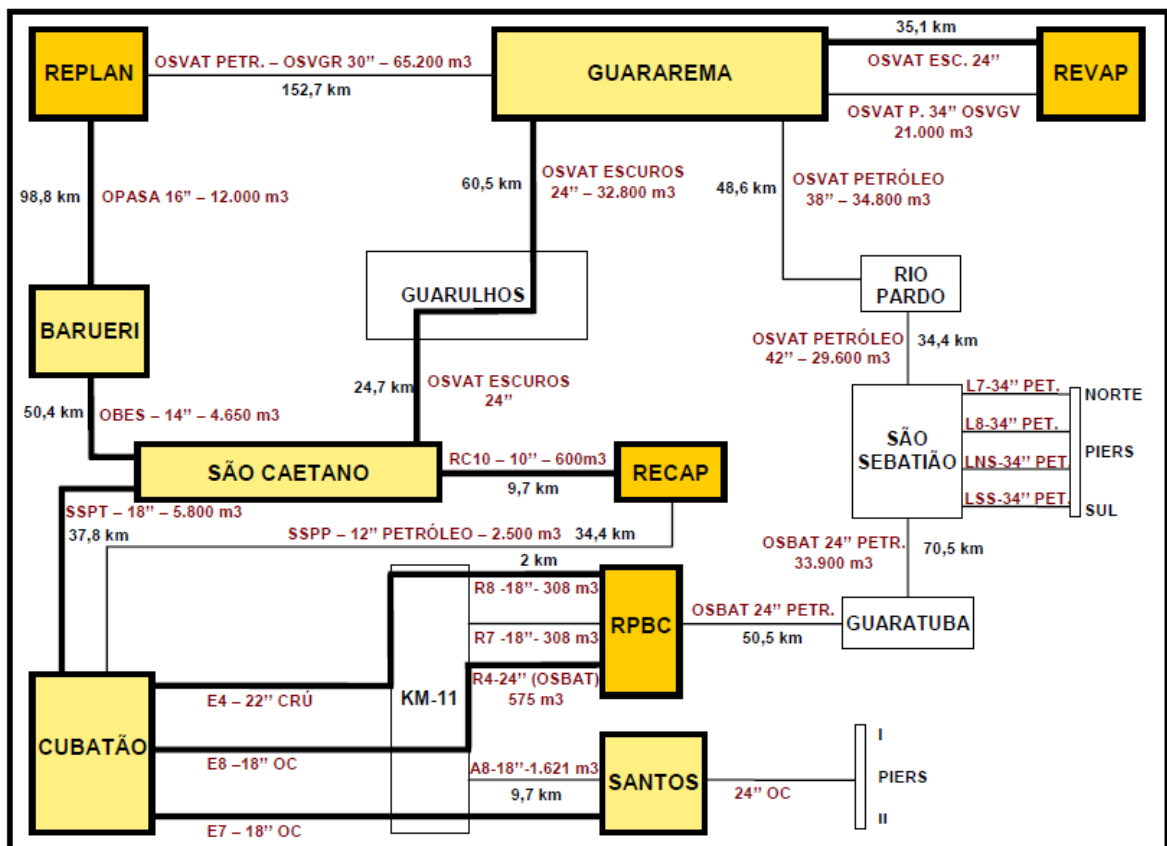 35,1 km
REPLAN
OSVAT PETR. – OSVGR 30” – 65.200 m3
152,7 km
GUARAREMA
OSVAT ESC. 24”
REVAP
OSVAT P. 34” OSVGV
21.000 m3
98,8 km
OPASA 16” – 12.000 m3
60,5 km
OSVAT ESCUROS
24” – 32.800 m3
48,6 km
OSVAT PETRÓLEO
38” – 34.800 m3
GUARULHOS
RIO
PARDO
BARUERI
OSVAT PETRÓLEO
42” – 29.600 m3
34,4 km
24,7 km
OSVAT ESCUROS
24”
50,4 km
OBES – 14” – 4.650 m3
L7-34” PET.
NORTE
L8-34” PET.
SÃO
SEBATIÃO
PIERS
LNS-34” PET.
LSS-34” PET.
SUL
SÃO CAETANO
RC10 – 10” – 600m3
9,7 km
RECAP
SSPT – 18” – 5.800 m3
37,8 km
SSPP – 12” PETRÓLEO – 2.500 m3
34,4 km
OSBAT 24” PETR.
33.900 m3
70,5 km
2 km
R8 -18”- 308 m3
RPBC
OSBAT 24” PETR.
50,5 km
GUARATUBA
R7 -18”- 308 m3
R4-24” (OSBAT)
575 m3
E4 – 22” CRÚ
KM-11
CUBATÃO
E8 –18” OC
A8-18”-1.621 m3
9,7 km
SANTOS
24” OC
I
PIERS
II
E7 – 18” OC